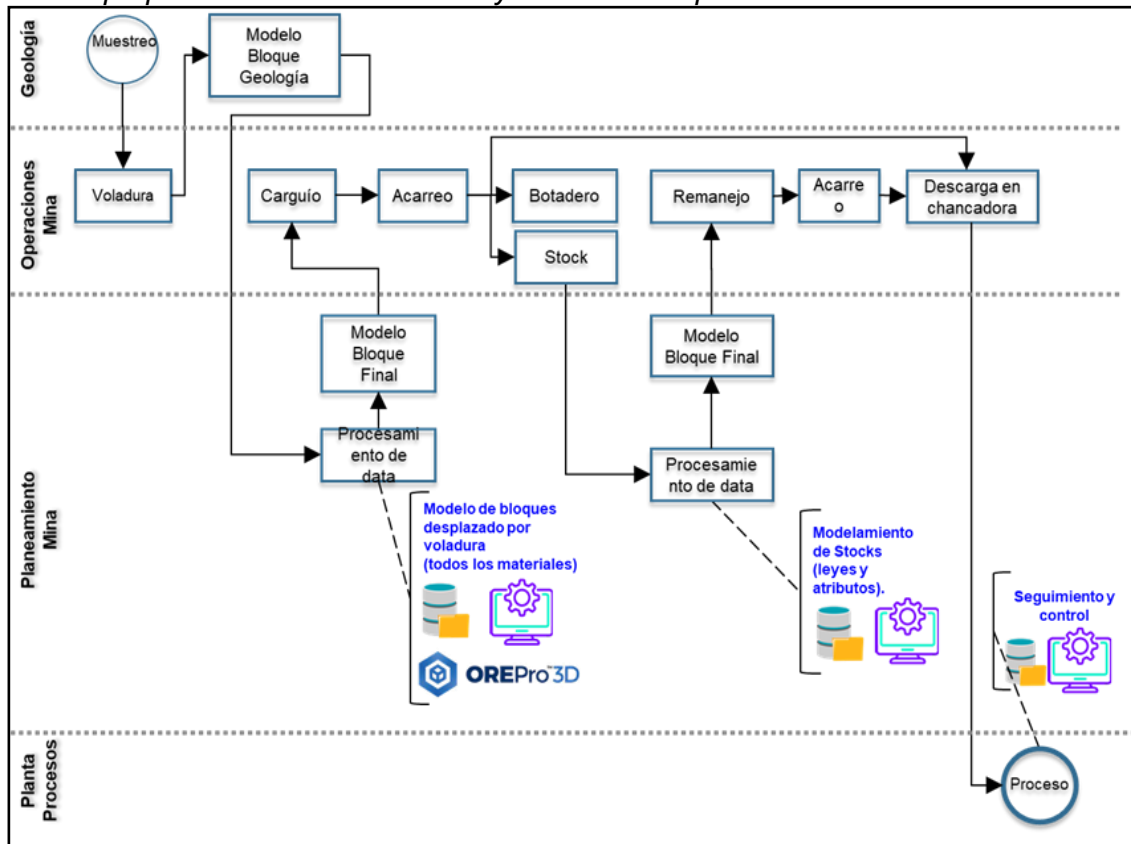 Geología
Muestreo
Modelo
Bloque
Geología
Operaciones
Mina
Voladura
Carguío
Acarreo
Botadero
Stock
Remanejo
Acarre
o
Descarga en
chancadora
Planeamiento
Mina
Modelo
Bloque
Final
Procesami
ento de
data
Modelo de bloques
desplazado por
voladura
(todos los materiales)
OREPro™3D
Modelo
Bloque Final
Procesamie
nto de data
Modelamiento
de Stocks
(leyes y
atributos).
Seguimiento y
control
Planta
Procesos
Proceso